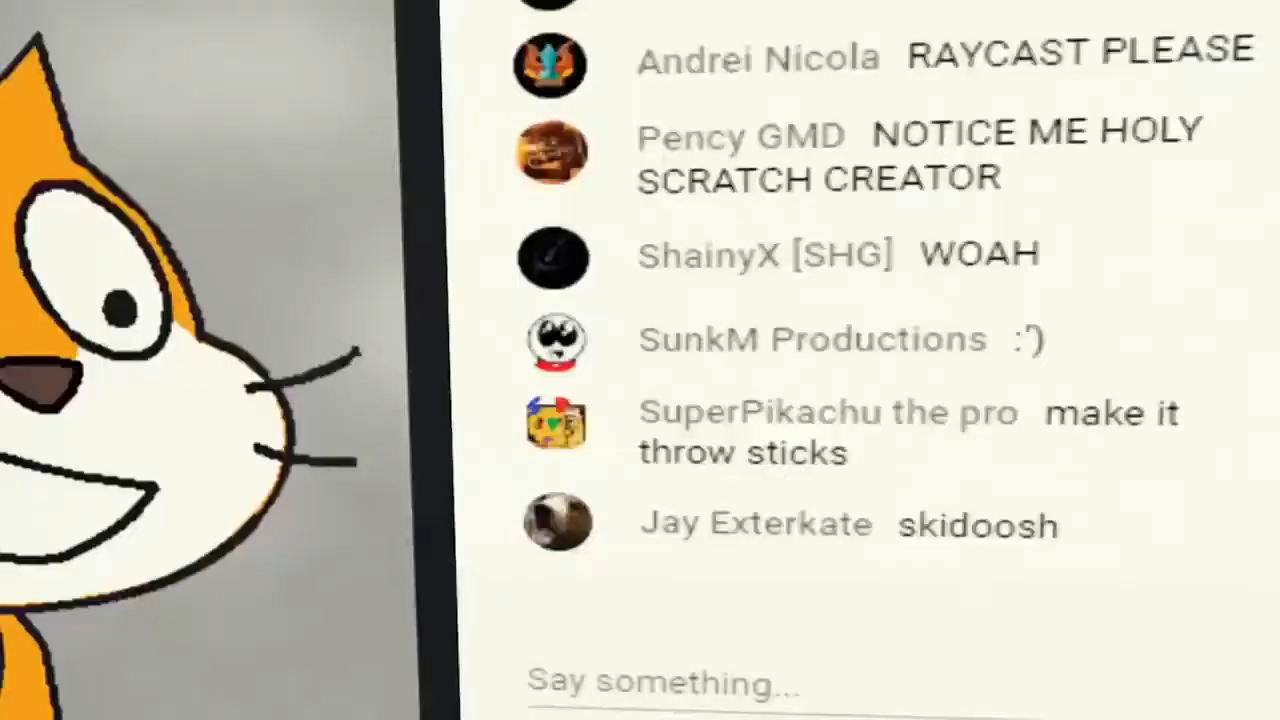 Andrei Nicola RAYCAST PLEASE
Pency GMD NOTICE ME HOLY
SCRATCH CREATOR
ShainyX [SHG] WOAH
SunkM Productions :')
SuperPikachu the pro make it
throw sticks
Jay Exterkate skidoosh
Say something...